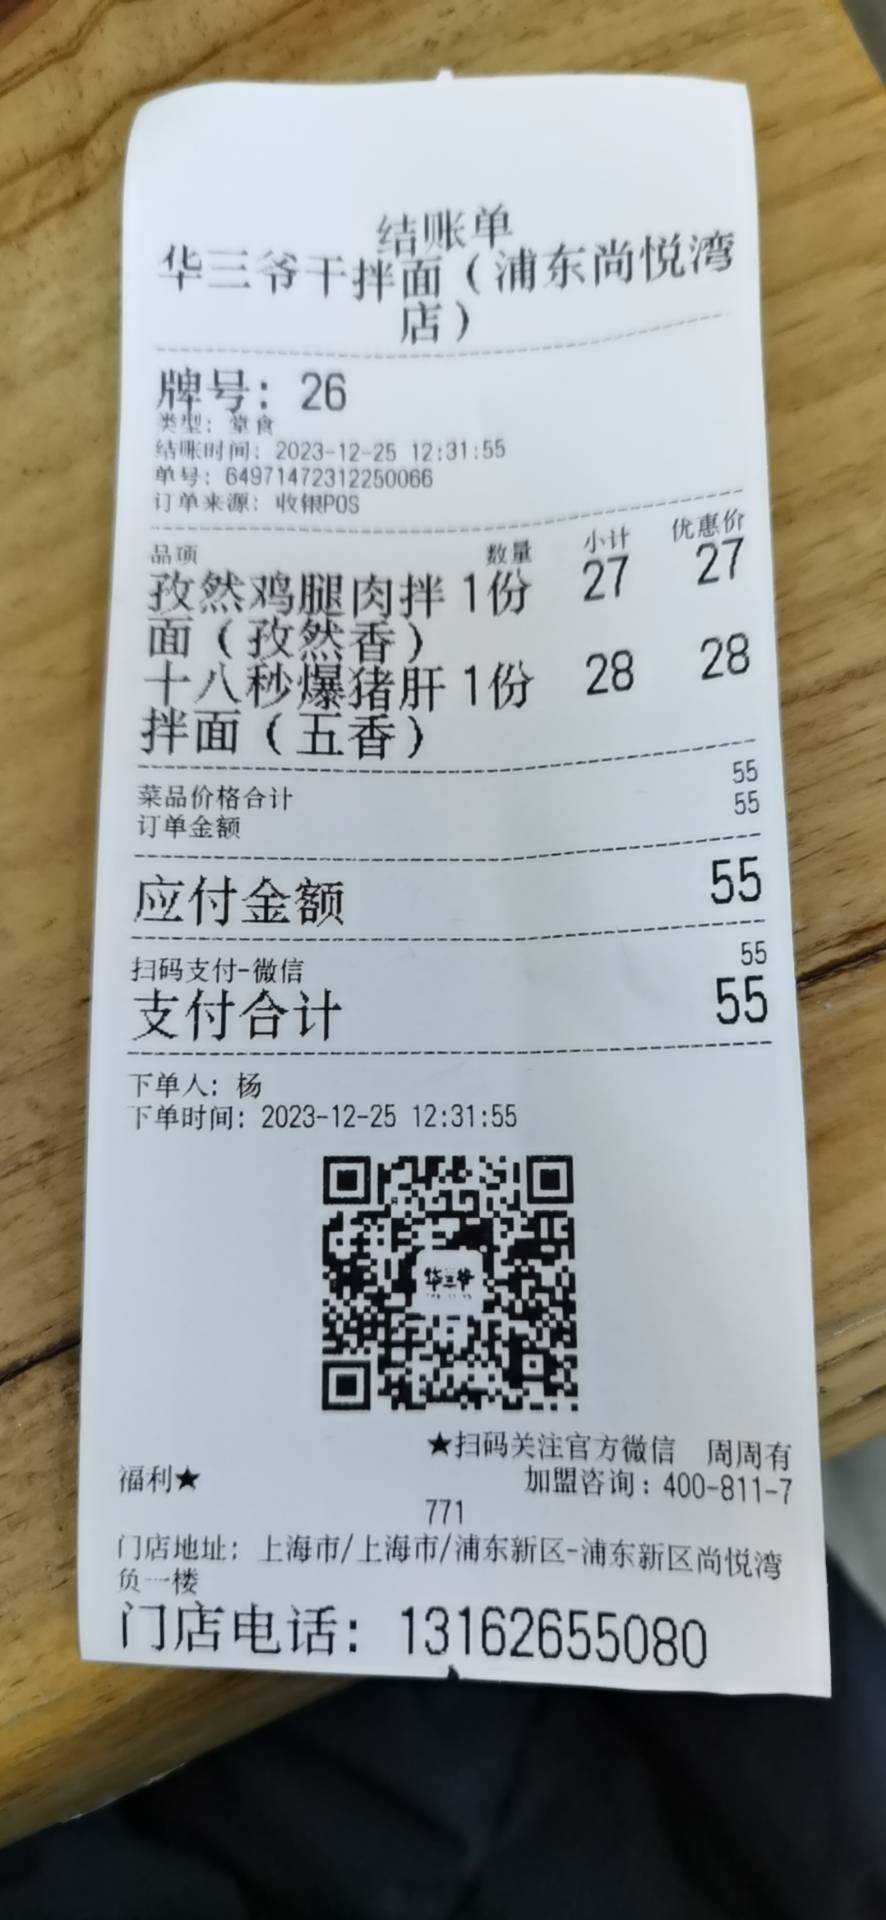 结账单
华三爷干拌面（浦东尚悦湾
店）
牌号：26
类型：堂食
结账时间：2023-12-25 12:31:55
单号：64971472312250066
订单来源：收银POS
品项 数量 小计 优惠价
孜然鸡腿肉拌 1份 27 27
面（孜然香）
十八秒爆猪肝 1份 28 28
拌面（五香）
菜品价格合计 55
订单金额 55
应付金额 55
扫码支付-微信 55
支付合计 55
下单人：杨
下单时间：2023-12-25 12:31:55
华三爷
★扫码关注官方微信 周周有
福利★ 加盟咨询：400-811-7
771
门店地址：上海市/上海市/浦东新区-浦东新区尚悦湾
负一楼
门店电话：13162655080